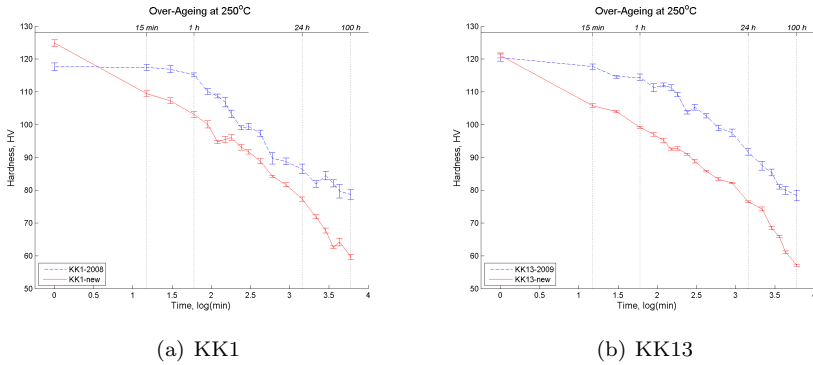 Over-Ageing at 250°C
15 min 1 h 24 h 100 h
130
120
110
100
90
80
70
60
50
Hardness, HV
KK1-2008
KK1-new
0 0.5 1 1.5 2 2.5 3 3.5 4
Time, log(min)
(a) KK1
Over-Ageing at 250°C
15 min 1 h 24 h 100 h
130
120
110
100
90
80
70
60
50
Hardness, HV
KK13-2009
KK13-new
0 0.5 1 1.5 2 2.5 3 3.5 4
Time, log(min)
(b) KK13